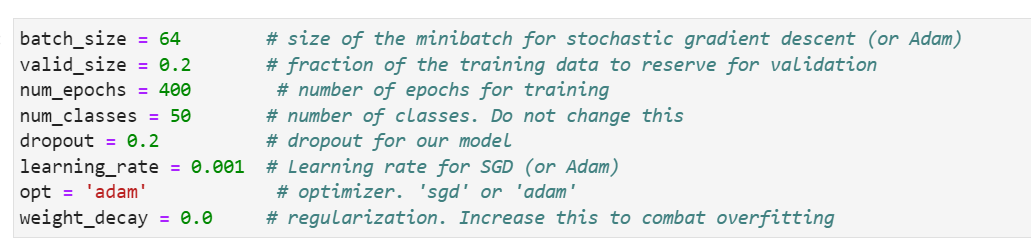 batch_size = 64 # size of the minibatch for stochastic gradient descent (or Adam)
valid_size = 0.2 # fraction of the training data to reserve for validation
num_epochs = 400 # number of epochs for training
num_classes = 50 # number of classes. Do not change this
dropout = 0.2 # dropout for our model
learning_rate = 0.001 # Learning rate for SGD (or Adam)
opt = 'adam' # optimizer. 'sgd' or 'adam'
weight_decay = 0.0 # regularization. Increase this to combat overfitting